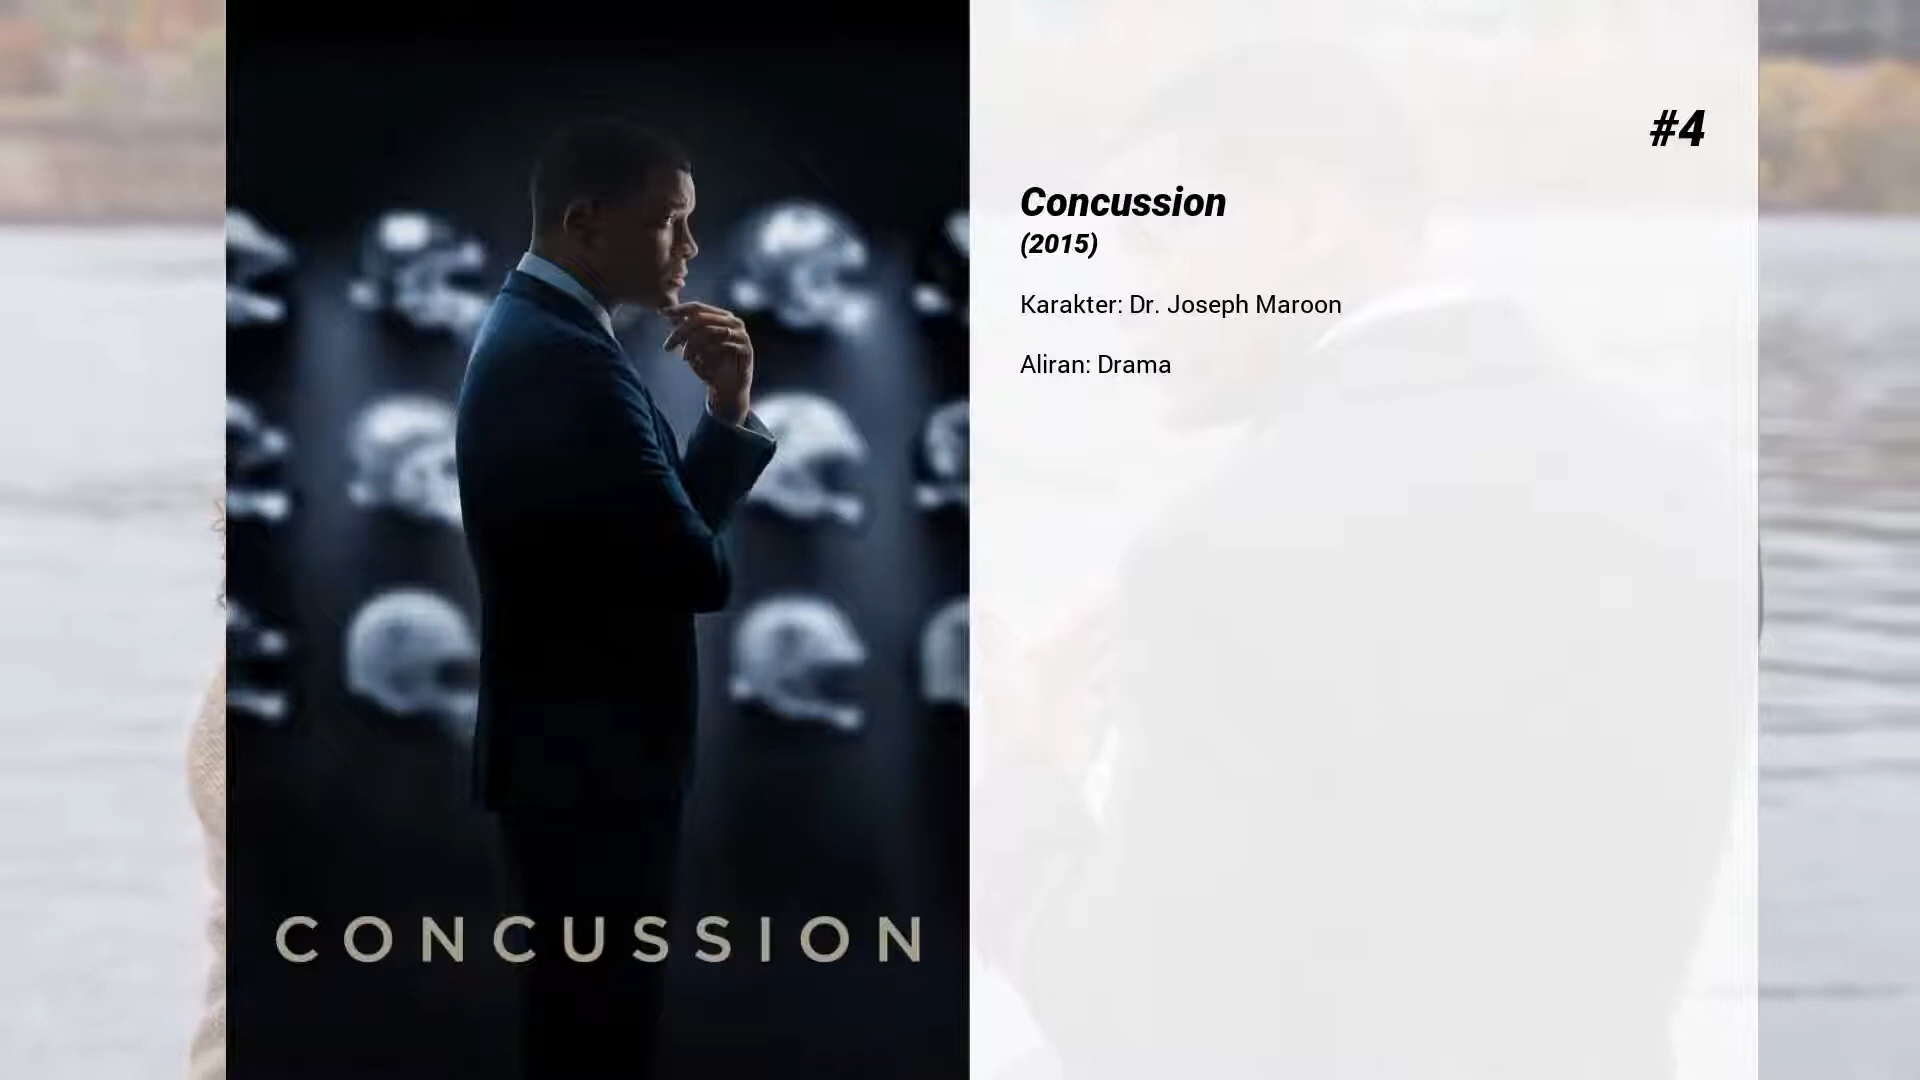 #4
Concussion
(2015)
Karakter: Dr. Joseph Maroon
Aliran: Drama
CONCUSSION